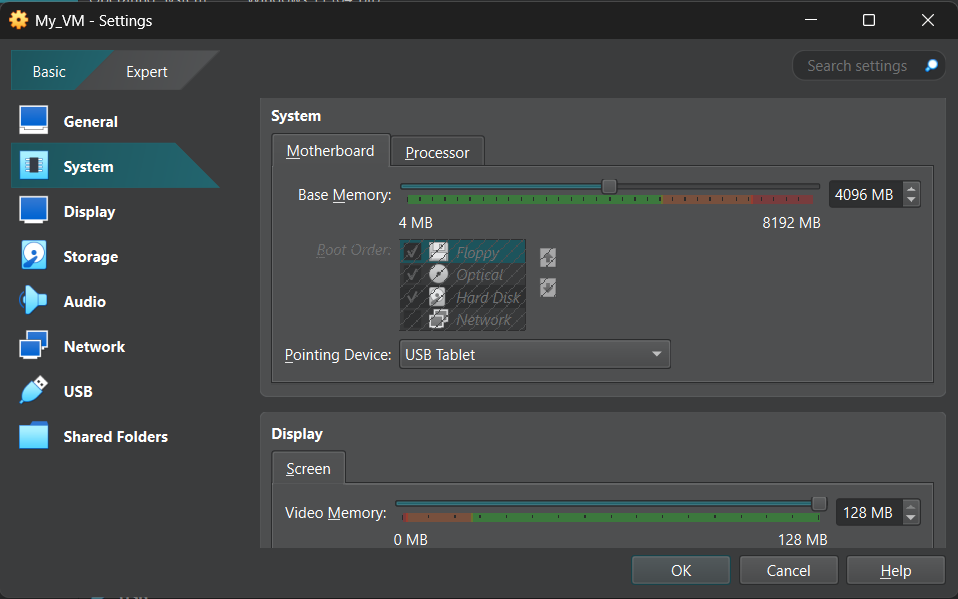 My_VM - Settings
Basic
Expert
Search settings
General
System
Display
Storage
Audio
Network
USB
Shared Folders
System
Motherboard
Processor
Base Memory:
4096 MB
4 MB
8192 MB
Boot Order:
Floppy
Optical
Hard Disk
Network
Pointing Device:
USB Tablet
Display
Screen
Video Memory:
128 MB
0 MB
128 MB
OK
Cancel
Help